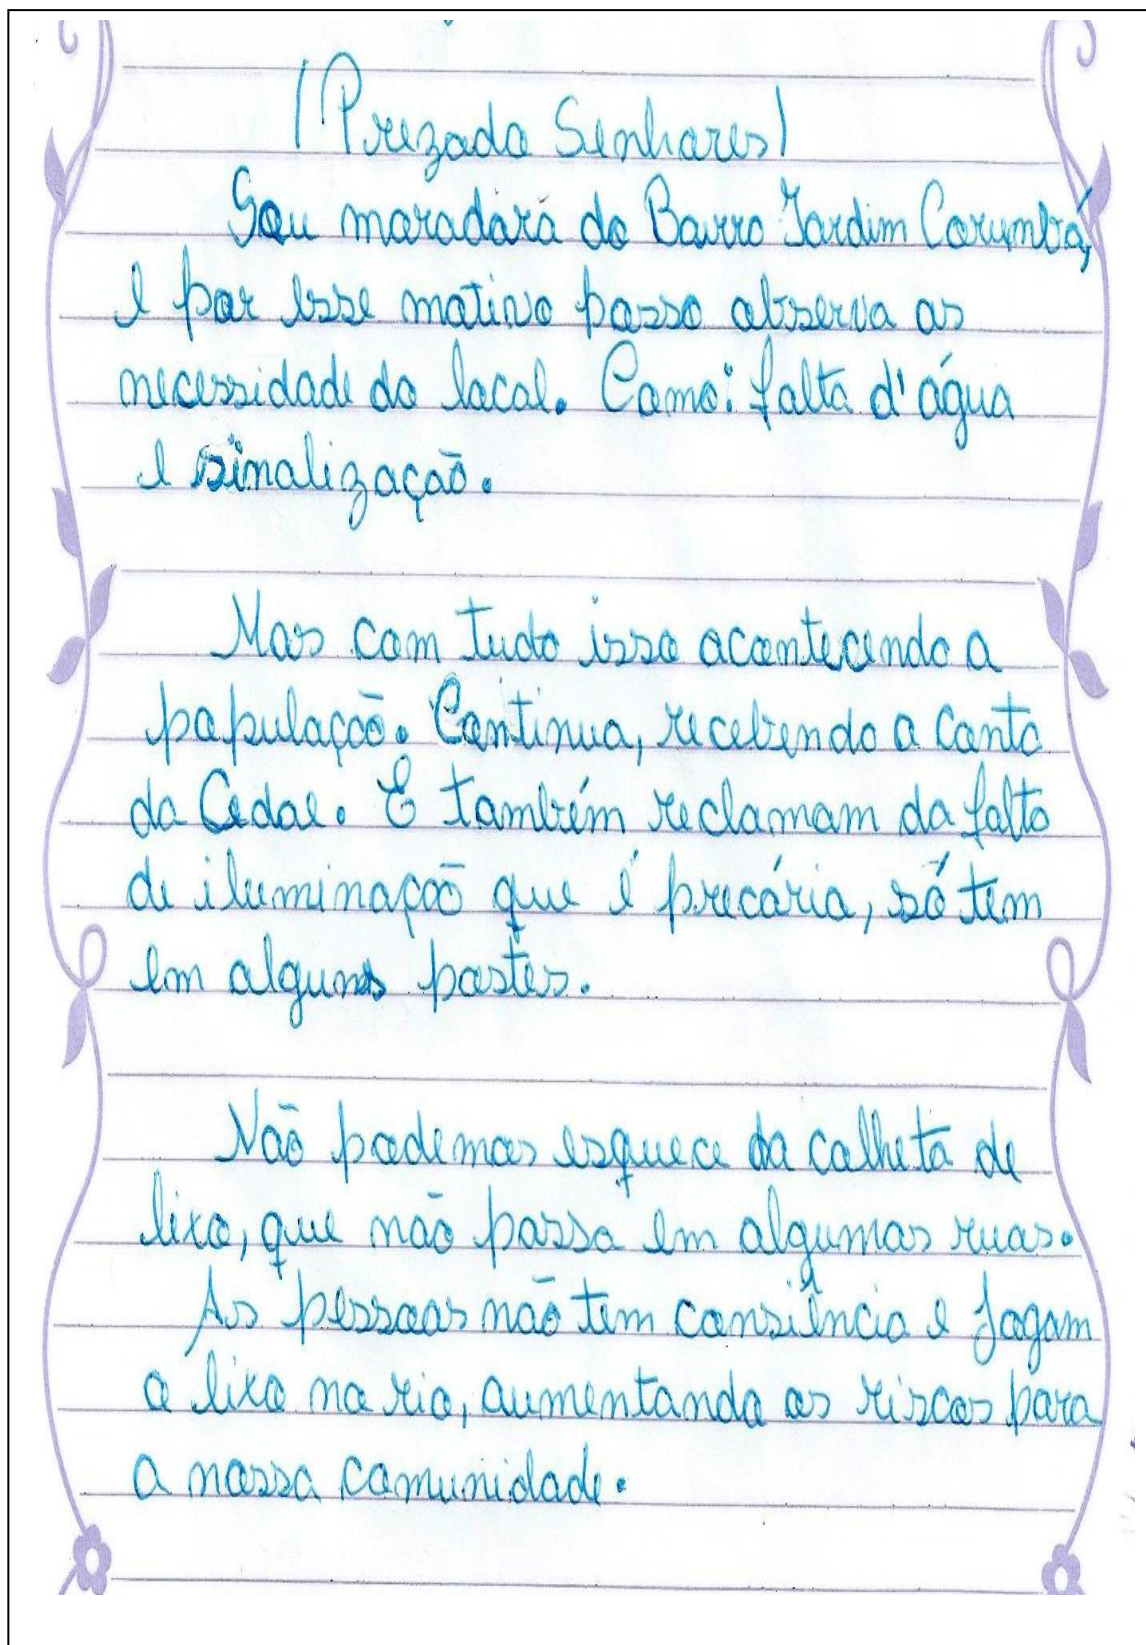 (Prezado Senhores)
Sou moradora do Bairro Jardim Corumbá,
e por esse motivo posso observa as
necessidade do local. Como: falta d'água
e sinalização.
Mas com tudo isso acontecendo a
população. Continua, recebendo a conta
da Cedae. E também reclamam da falta
de iluminação que é precária, só tem
em alguns postes.
Não podemos esquece da colheta de
lixo, que não passa em algumas ruas.
As pessoas não tem consiência e jogam
o lixo no rio, aumentando os riscos para
a nossa comunidade.